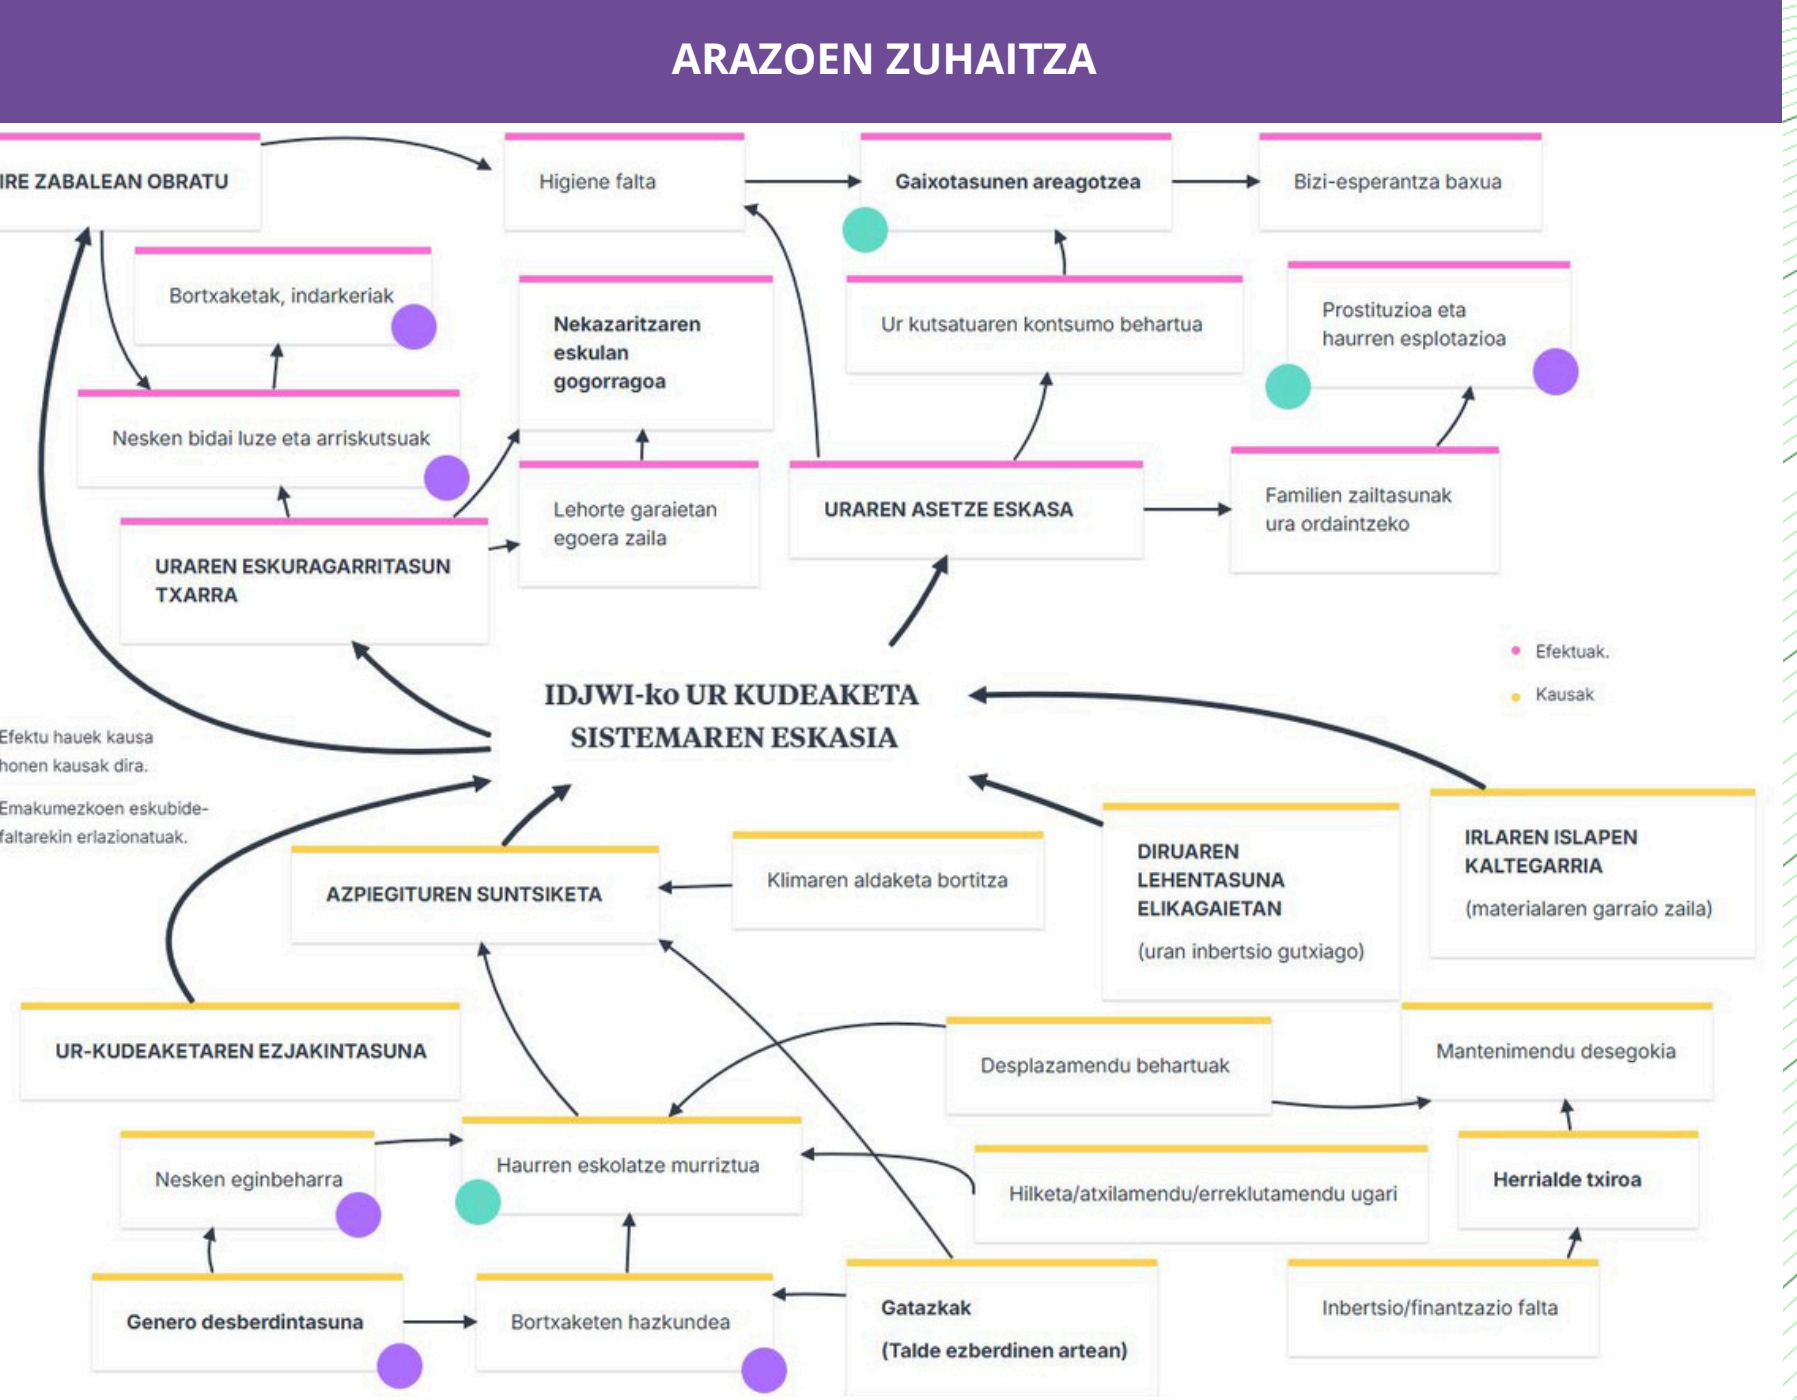 ARAZOEN ZUHAITZA
IRE ZABALEAN OBRATU
Higiene falta
Gaixotasunen areagotzea
Bizi-esperantza baxua
Bortxaketak, indarkeriak
Nekazaritzaren
eskulan
gogorragoa
Ur kutsatuaren kontsumo behartua
Prostituzioa eta
haurren esplotazioa
Nesken bidai luze eta arriskutsuak
Lehorte garaietan
egoera zaila
URAREN ASETZE ESKASA
Familien zailtasunak
ura ordaintzeko
URAREN ESKURAGARRITASUN
TXARRA
Efektuak.
Kausak
IDJWI-ko UR KUDEAKETA
SISTEMAREN ESKASIA
Efektu hauek kausa
honen kausak dira.
Emakumezkoen eskubide-
faltarekin erlazionatuak.
AZPIEGITUREN SUNTSIKETA
Klimaren aldaketa bortitza
DIRUAREN
LEHENTASUNA
ELIKAGAIETAN
(uran inbertsio gutxiago)
IRLAREN ISLAPEN
KALTEGARRIA
(materialaren garraio zaila)
UR-KUDEAKETAREN EZJAKINTASUNA
Desplazamendu behartuak
Mantenimendu desegokia
Nesken eginbeharra
Haurren eskolatze murriztua
Hilketa/atxilamendu/erreklutamendu ugari
Herrialde txiroa
Genero desberdintasuna
Bortxaketen hazkundea
Gatazkak
(Talde ezberdinen artean)
Inbertsio/finantzazio falta